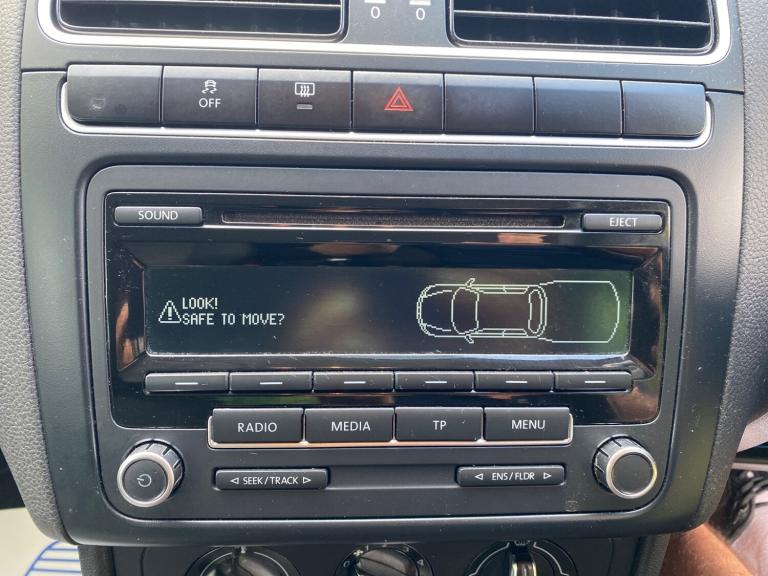 0 0
OFF
SOUND
EJECT
LOOK!
SAFE TO MOVE?
RADIO MEDIA TP MENU
SEEK / TRACK ENS / FLDR